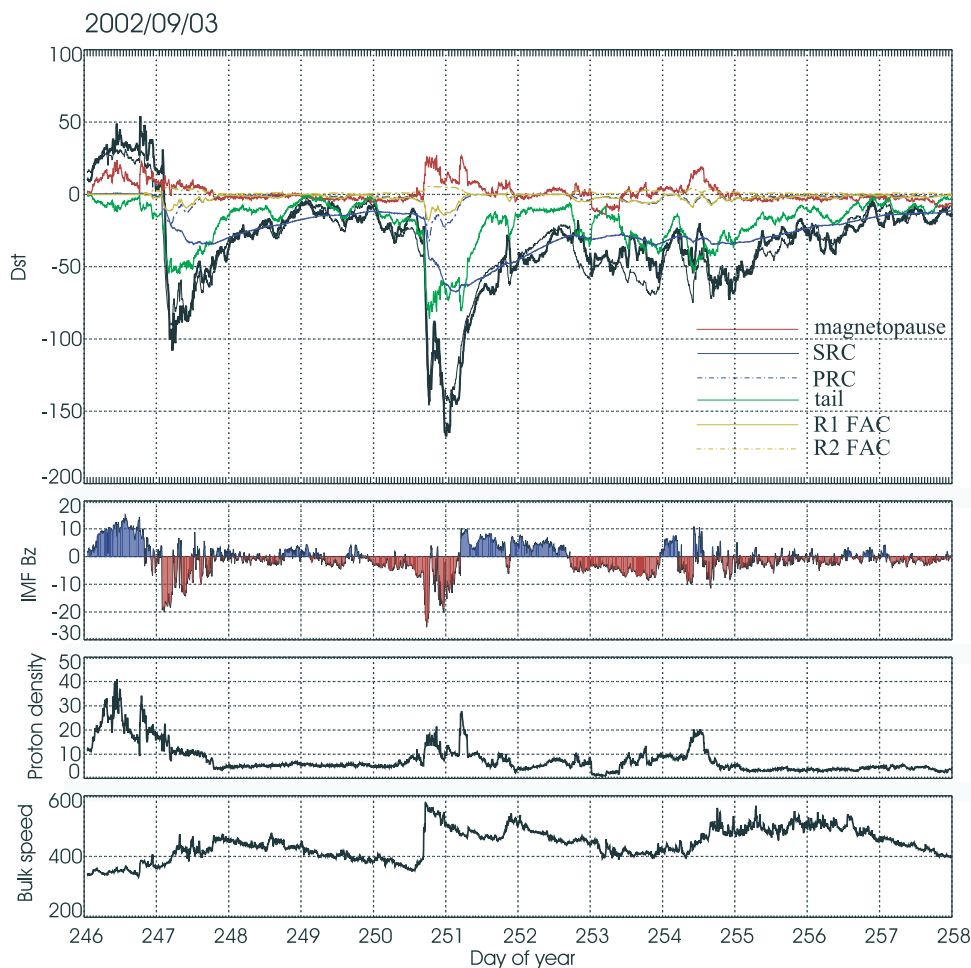 2002/09/03
100
50
0
-50
-100
-150
-200
Dst
magnetopause
SRC
PRC
tail
R1 FAC
R2 FAC
20
10
0
-10
-20
-30
IMF Bz
50
40
30
20
10
0
Proton density
600
400
200
Bulk speed
246 247 248 249 250 251 252 253 254 255 256 257 258
Day of year